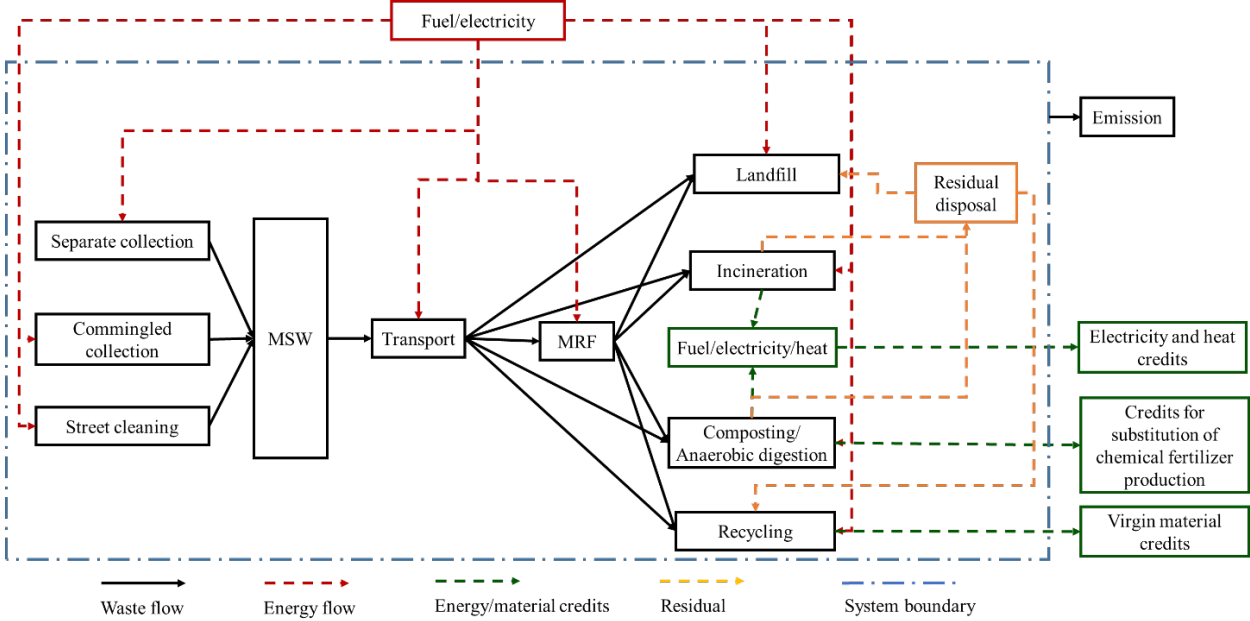 Fuel/electricity
Emission
Landfill
Residual
disposal
Separate collection
Incineration
Commingled
collection
MSW
Transport
MRF
Fuel/electricity/heat
Electricity and heat
credits
Street cleaning
Composting/
Anaerobic digestion
Credits for
substitution of
chemical fertilizer
production
Recycling
Virgin material
credits
Waste flow
Energy flow
Energy/material credits
Residual
System boundary